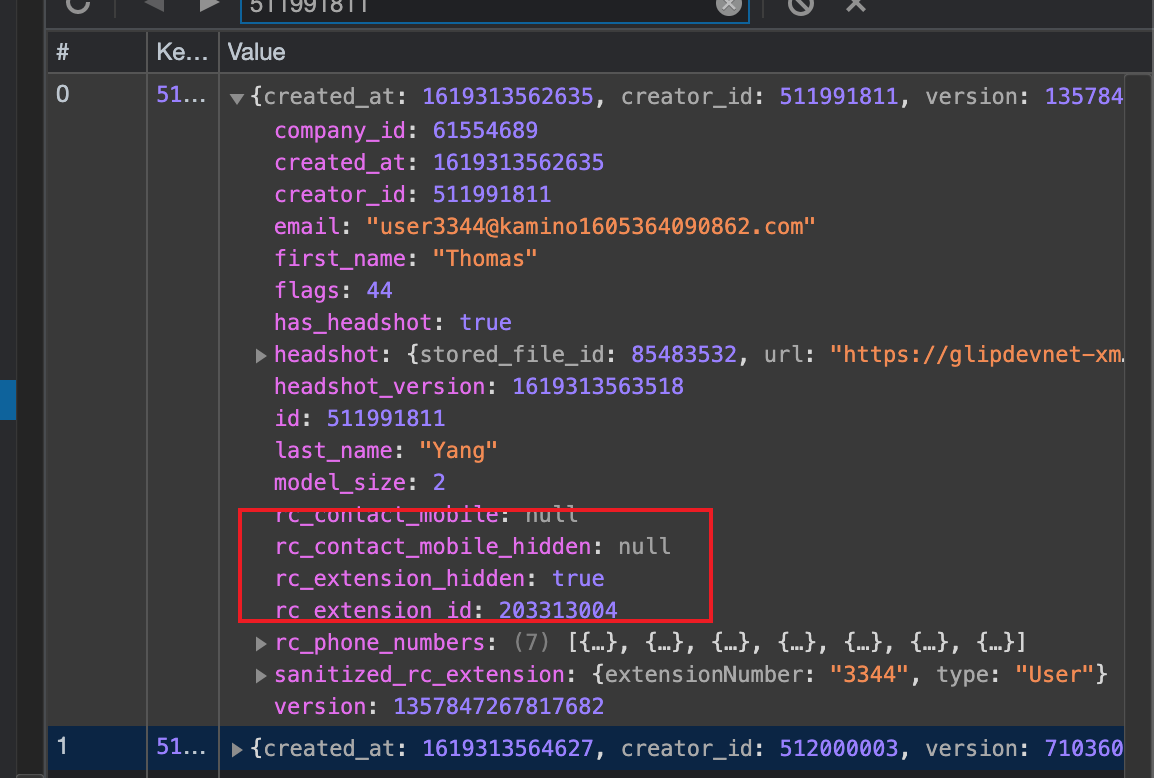 511991811
# Ke… Value
0 51… ▼{created_at: 1619313562635, creator_id: 511991811, version: 135784
company_id: 61554689
created_at: 1619313562635
creator_id: 511991811
email: "user3344@kamino1605364090862.com"
first_name: "Thomas"
flags: 44
has_headshot: true
▶headshot: {stored_file_id: 85483532, url: "https://glipdevnet-xm…
headshot_version: 1619313563518
id: 511991811
last_name: "Yang"
model_size: 2
rc_contact_mobile: null
rc_contact_mobile_hidden: null
rc_extension_hidden: true
rc_extension_id: 203313004
▶rc_phone_numbers: (7) [{…}, {…}, {…}, {…}, {…}, {…}, {…}]
▶sanitized_rc_extension: {extensionNumber: "3344", type: "User"}
version: 1357847267817682
1 51… ▶{created_at: 1619313564627, creator_id: 512000003, version: 710360